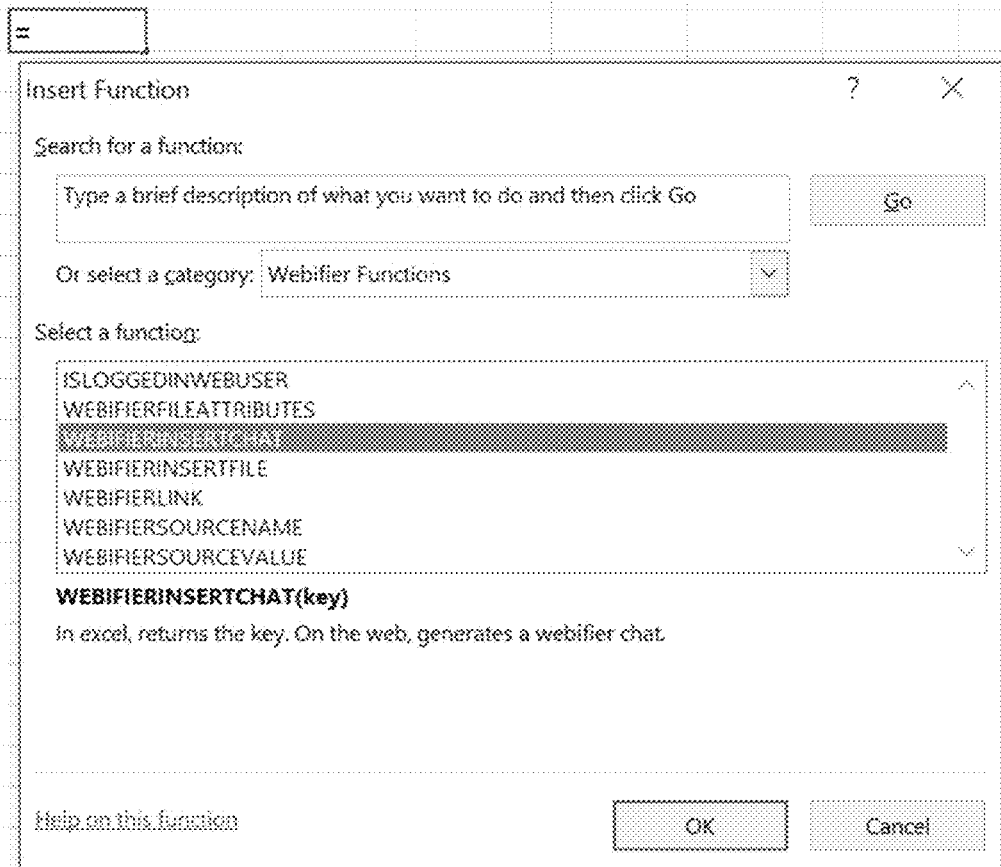 =
Insert Function
?
Search for a function:
Type a brief description of what you want to do and then click Go
Go
Or select a category: Webifier Functions
Select a function:
ISLOGGEDINWEBUSER
WEBIFIERFILEATTRIBUTES
WEBIFIERINSERTCHAT
WEBIFIERINSERTFILE
WEBIFIERLINK
WEBIFIERSOURCENAME
WEBIFIERSOURCEVALUE
WEBIFIERINSERTCHAT(key)
In excel, returns the key. On the web, generates a webifier chat.
Help on this function
OK
Cancel